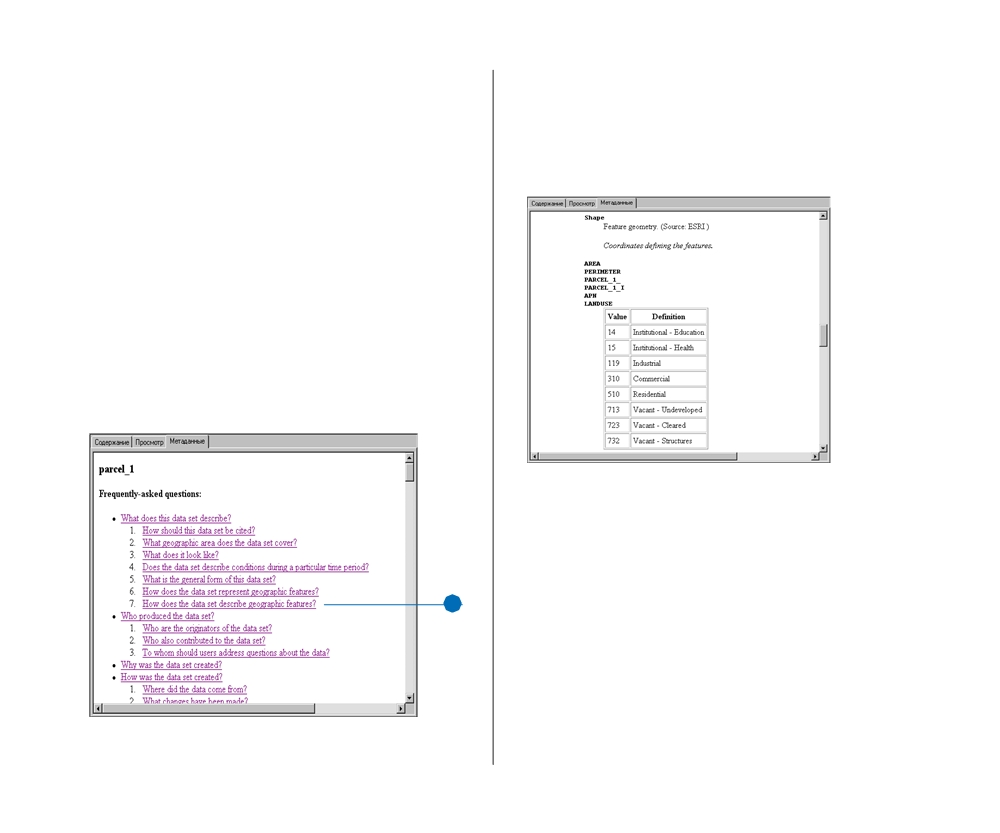 Содержание Просмотр Метаданные
parcel_1
Frequently-asked questions:
• What does this data set describe?
1. How should this data set be cited?
2. What geographic area does the data set cover?
3. What does it look like?
4. Does the data set describe conditions during a particular time period?
5. What is the general form of this data set?
6. How does the data set represent geographic features?
7. How does the data set describe geographic features?
• Who produced the data set?
1. Who are the originators of the data set?
2. Who also contributed to the data set?
3. To whom should users address questions about the data?
• Why was the data set created?
• How was the data set created?
1. Where did the data come from?
2. What changes have been made?
Содержание Просмотр Метаданные
Shape
Feature geometry. (Source: ESRI )
Coordinates defining the features.
AREA
PERIMETER
PARCEL_1_
PARCEL_1_I
APN
LANDUSE
Value Definition
14 Institutional - Education
15 Institutional - Health
119 Industrial
310 Commercial
510 Residential
713 Vacant - Undeveloped
723 Vacant - Cleared
732 Vacant - Structures